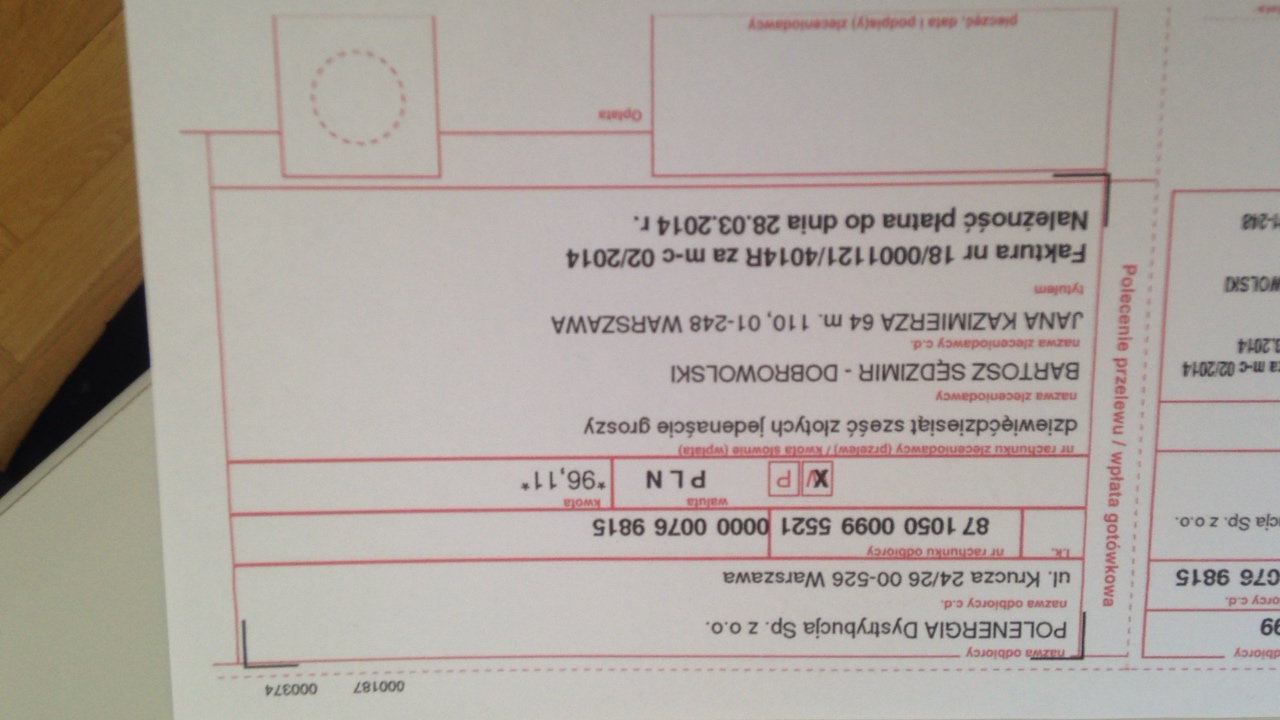 000187 000374
nazwa odbiorcy
POLENERGIA Dystrybucja Sp. z o.o.
nazwa odbiorcy c.d.
ul. Krucza 24/26 00-526 Warszawa
l.k. nr rachunku odbiorcy
87 1050 0099 5521 0000 0076 9815
waluta kwota
X W P PLN *96,11*
nr rachunku zleceniodawcy (przelew) / kwota słownie (wpłata)
dziewięćdziesiąt sześć złotych jedenaście groszy
nazwa zleceniodawcy
BARTOSZ SĘDZIMIR - DOBROWOLSKI
nazwa zleceniodawcy c.d.
JANA KAZIMIERZA 64 m. 110, 01-248 WARSZAWA
tytułem
Faktura nr 18/0001121/4014R za m-c 02/2014
Należność płatna do dnia 28.03.2014 r.
Opłata
pieczęć, data i podpis(y) zleceniodawcy
Polecenie przelewu / wpłata gotówkowa
dbiorcy
99
orcy c.d.
076 9815
cja Sp. z o.o.
za m-c 02/2014
3.2014
WOLSKI
1-248